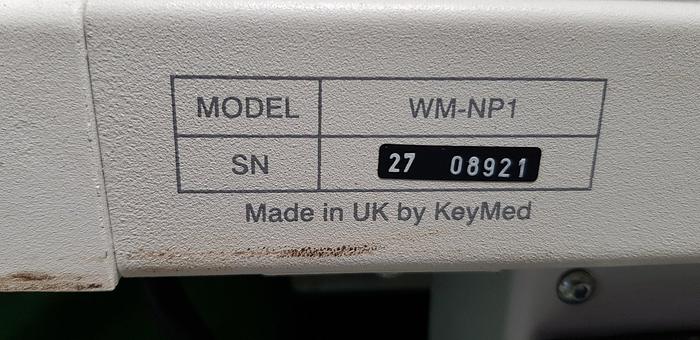 MODEL WM-NP1
SN 27 08921
Made in UK by KeyMed